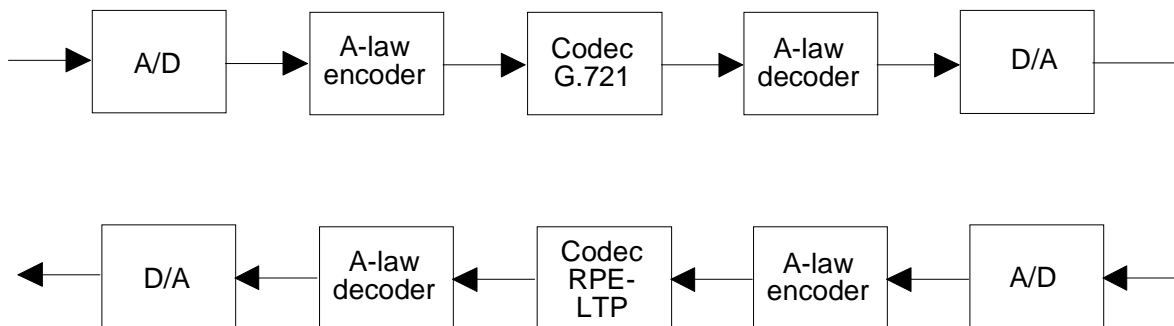 A/D
A-law
encoder
Codec
G.721
A-law
decoder
D/A
D/A
A-law
decoder
Codec
RPE-
LTP
A-law
encoder
A/D